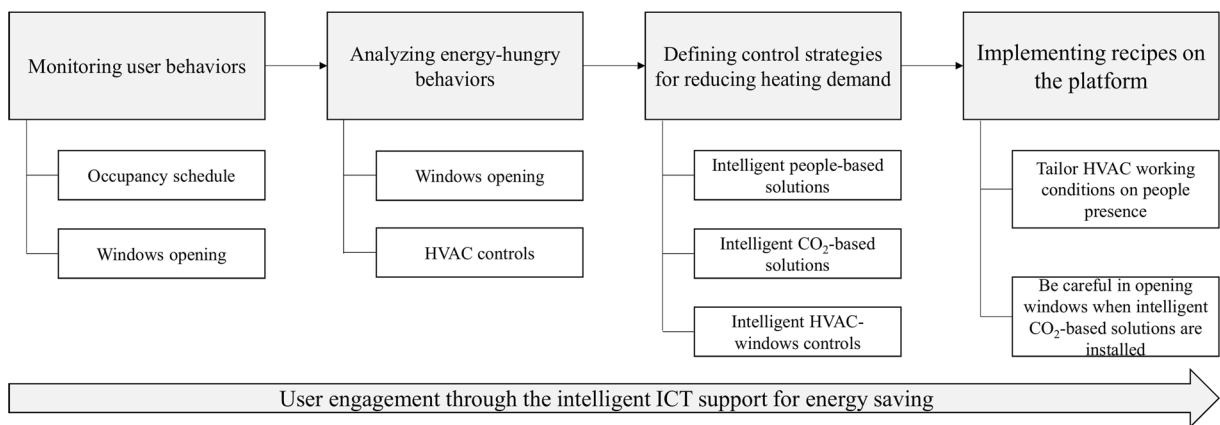 Monitoring user behaviors
Occupancy schedule
Windows opening
Analyzing energy-hungry
behaviors
Windows opening
HVAC controls
Defining control strategies
for reducing heating demand
Intelligent people-based
solutions
Intelligent CO₂-based
solutions
Intelligent HVAC-
windows controls
Implementing recipes on
the platform
Tailor HVAC working
conditions on people
presence
Be careful in opening
windows when intelligent
CO₂-based solutions are
installed
User engagement through the intelligent ICT support for energy saving